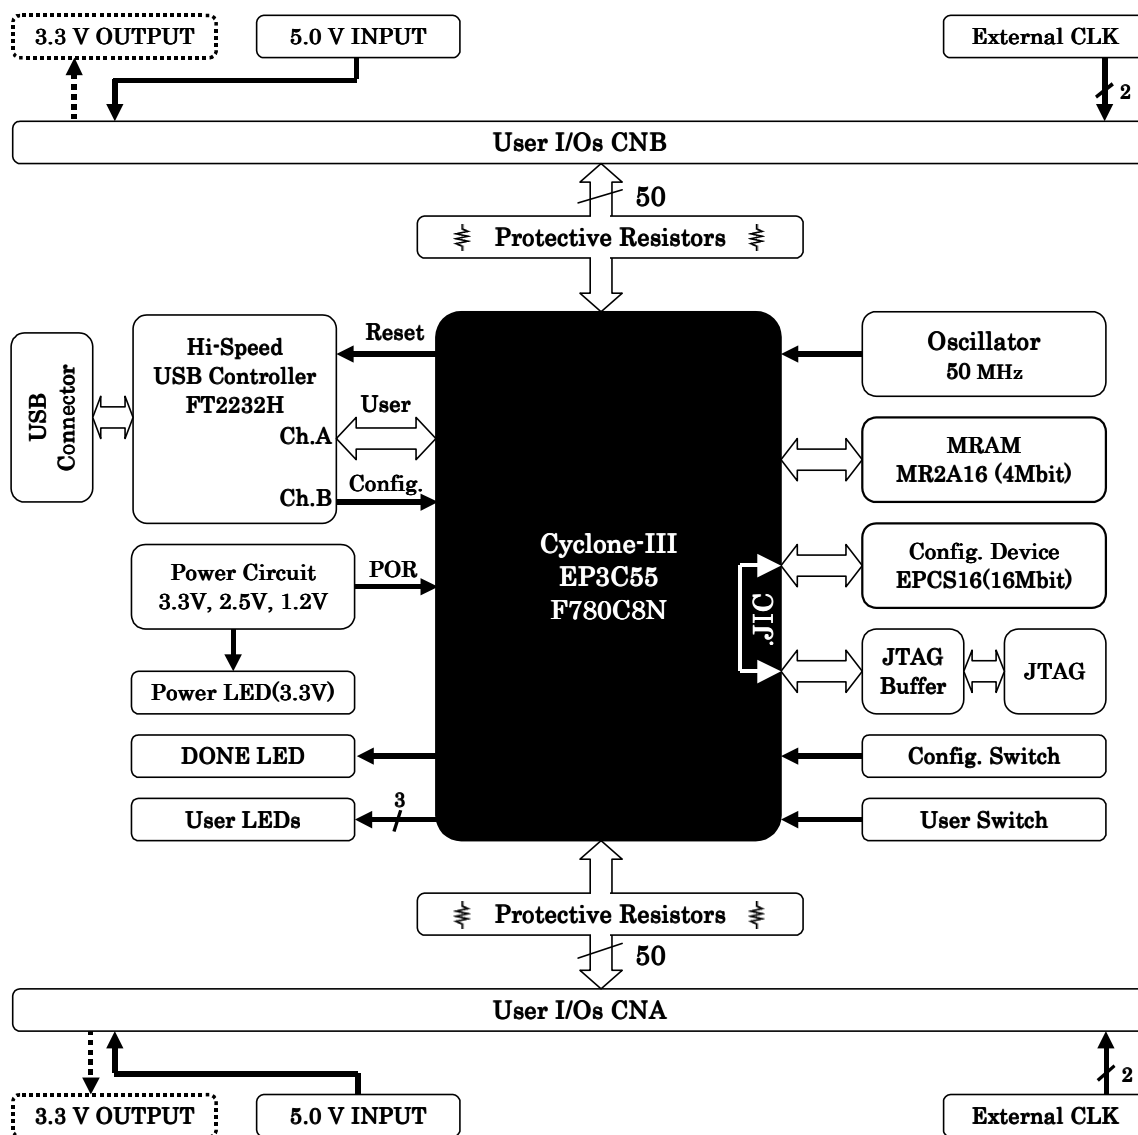 3.3 V OUTPUT
5.0 V INPUT
External CLK
2
User I/Os CNB
50
Protective Resistors
Reset
Hi-Speed
USB Controller
FT2232H
USB
Connector
User
Ch.A
Config.
Ch.B
Oscillator
50 MHz
MRAM
MR2A16 (4Mbit)
Cyclone-III
EP3C55
F780C8N
Config. Device
EPCS16(16Mbit)
Power Circuit
3.3V, 2.5V, 1.2V
POR
.JIC
JTAG
Buffer
JTAG
Power LED(3.3V)
DONE LED
Config. Switch
User LEDs
3
User Switch
Protective Resistors
50
User I/Os CNA
2
3.3 V OUTPUT
5.0 V INPUT
External CLK